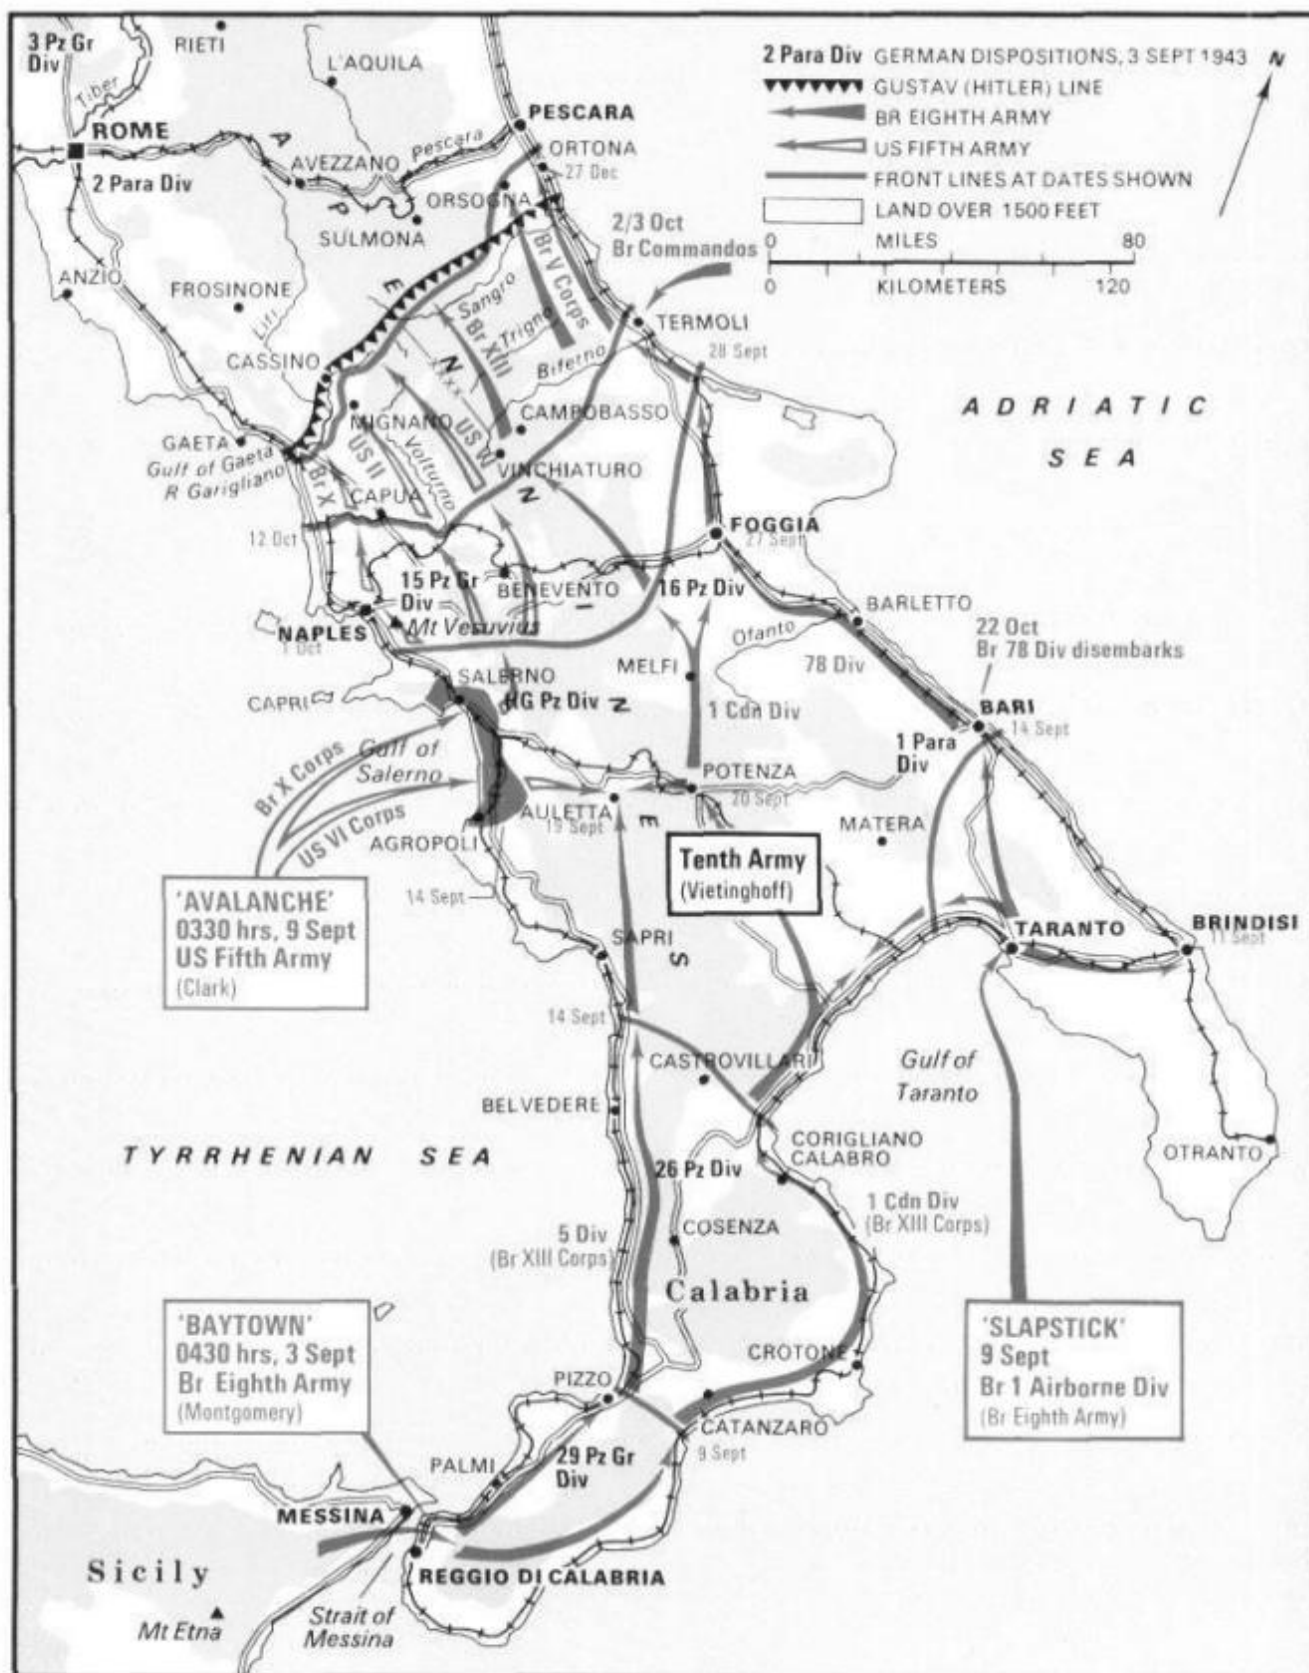 3 Pz Gr
Div
RIETI
L'AQUILA
Tiber
ROME
2 Para Div
AVEZZANO
Pescara
PESCARA
ORTONA
27 Dec
ORSOGNA
SULMONA
2 Para Div GERMAN DISPOSITIONS, 3 SEPT 1943
N
GUSTAV (HITLER) LINE
BR EIGHTH ARMY
US FIFTH ARMY
FRONT LINES AT DATES SHOWN
LAND OVER 1500 FEET
0 MILES 80
0 KILOMETERS 120
2/3 Oct
Br Commandos
ANZIO
FROSINONE
Liri
CASSINO
Sangro
Trigno
Biferno
Br V Corps
Br XIII
TERMOLI
28 Sept
ADRIATIC
SEA
GAETA
Gulf of Gaeta
R Garigliano
MIGNANO
US II
US VI
Volturno
XXXX
CAMBOBASSO
VINCHIATURO
Br X
CAPUA
12 Oct
FOGGIA
27 Sept
15 Pz Gr
Div
BENEVENTO
16 Pz Div
BARLETTO
Mt Vesuvius
NAPLES
1 Oct
Ofanto
22 Oct
Br 78 Div disembarks
78 Div
MELFI
SALERNO
CAPRI
HG Pz Div
1 Cdn Div
BARI
14 Sept
1 Para
Div
Br X Corps
Gulf of
Salerno
US VI Corps
AULETTA
19 Sept
POTENZA
20 Sept
MATERA
AGROPOLI
14 Sept
Tenth Army
(Vietinghoff)
'AVALANCHE'
0330 hrs, 9 Sept
US Fifth Army
(Clark)
SAPRI
TARANTO
BRINDISI
11 Sept
APENNINES
14 Sept
CASTROVILLARI
Gulf of
Taranto
BELVEDERE
TYRRHENIAN SEA
CORIGLIANO
CALABRO
OTRANTO
26 Pz Div
1 Cdn Div
(Br XIII Corps)
5 Div
(Br XIII Corps)
COSENZA
Calabria
'BAYTOWN'
0430 hrs, 3 Sept
Br Eighth Army
(Montgomery)
'SLAPSTICK'
9 Sept
Br 1 Airborne Div
(Br Eighth Army)
CROTONE
PIZZO
CATANZARO
9 Sept
PALMI
29 Pz Gr
Div
MESSINA
REGGIO DI CALABRIA
Sicily
Mt Etna
Strait of
Messina